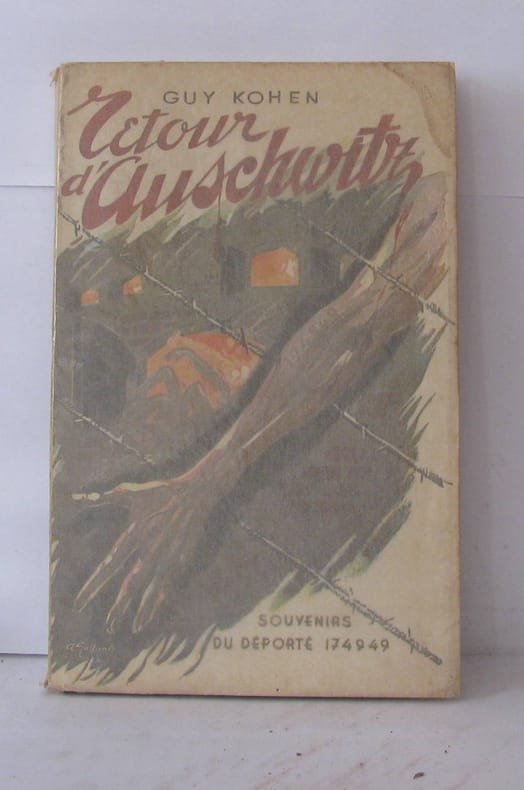 GUY KOHEN
Retour
d'Auschwitz
SOUVENIRS
DU DÉPORTÉ 174949